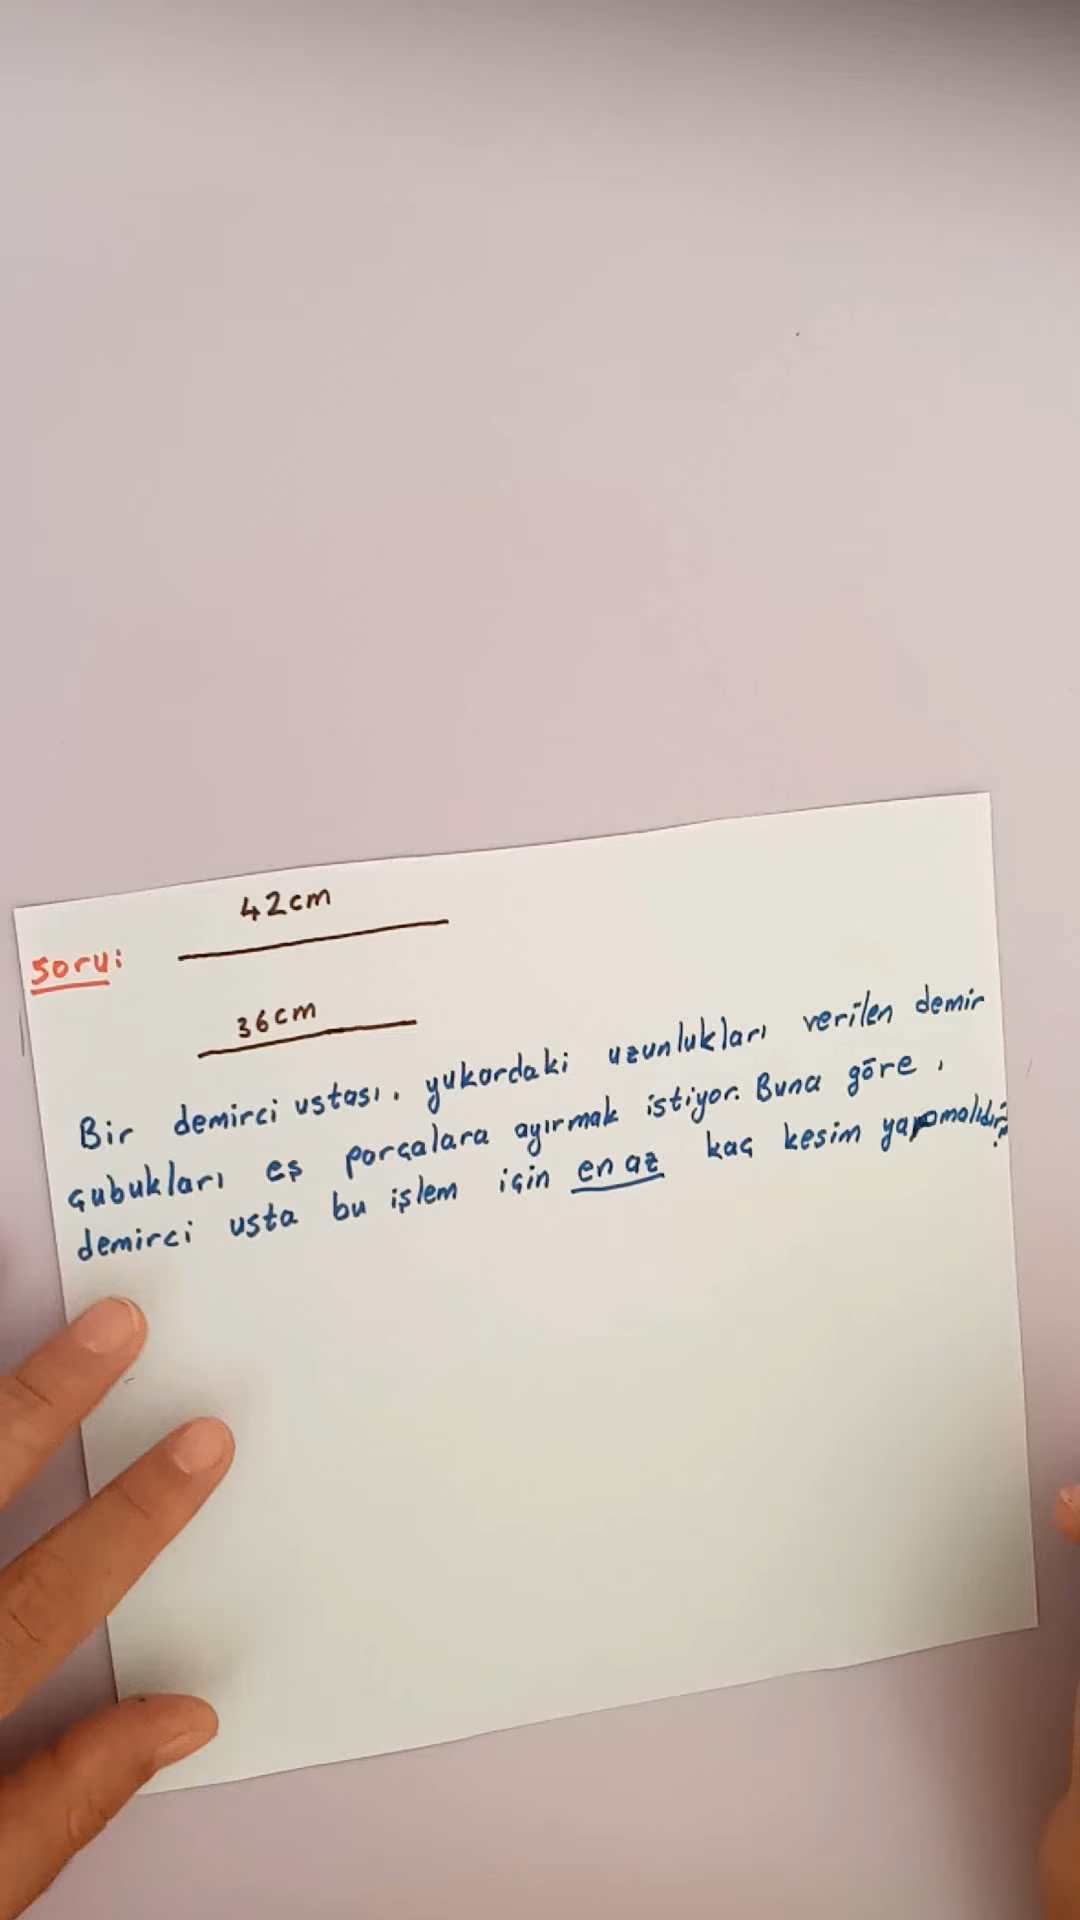 42cm
Soru:
36cm
Bir demirci ustası, yukardaki uzunlukları verilen demir
çubukları eş parçalara ayırmak istiyor. Buna göre,
demirci usta bu işlem için en az kaç kesim yapmalıdır?